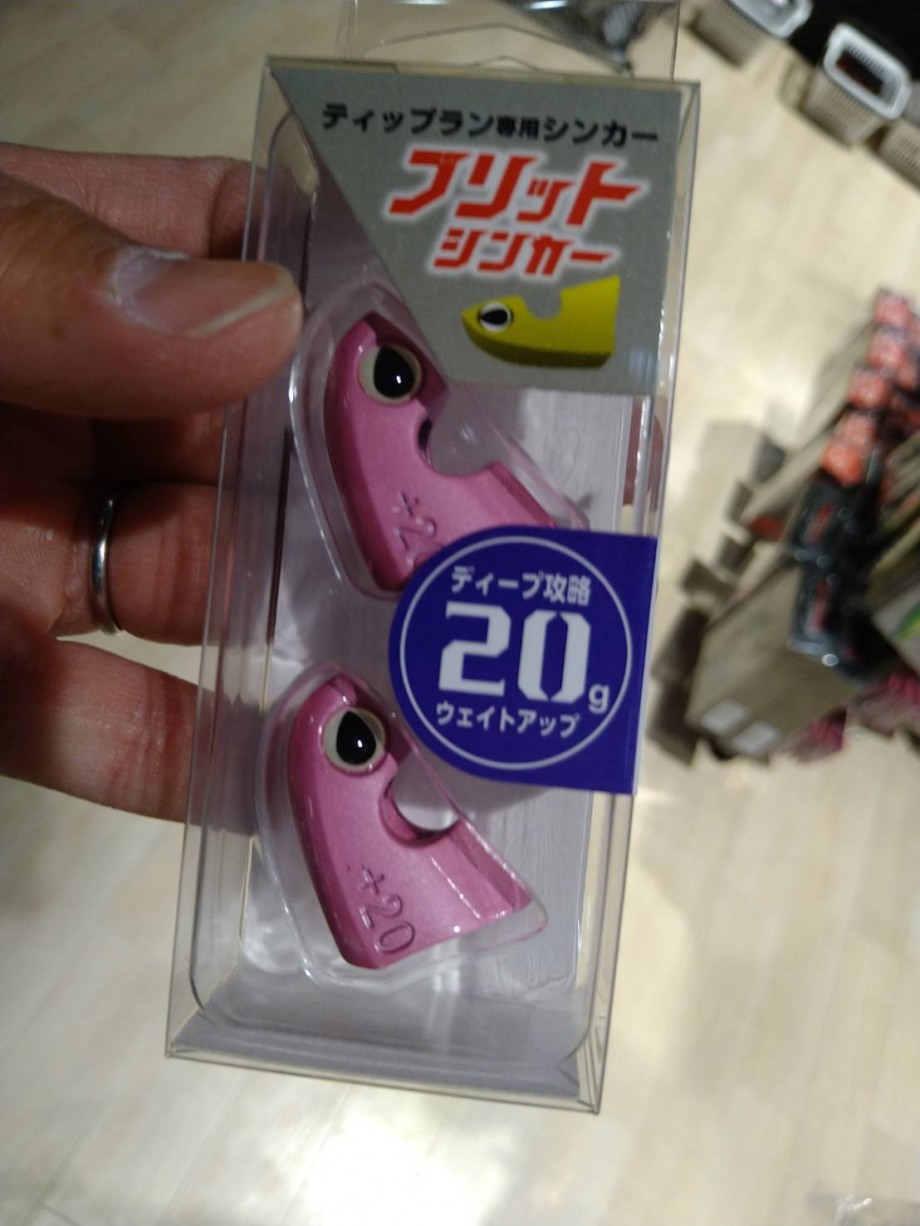 ティップラン専用シンカー
ブリット
シンカー
+20
ディープ攻略
20g
ウェイトアップ
+20